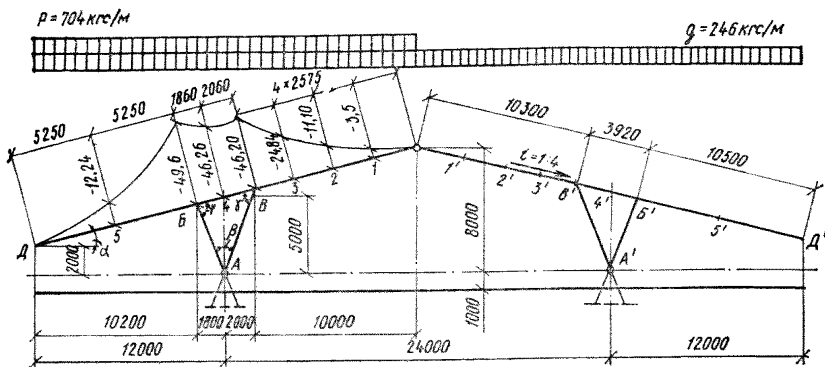 P=704 кгс/м
g=246 кгс/м
5250
5250
1860
2060
4×2575
-12,24
-49,6
-46,26
-46,20
-24,84
-11,10
-3,5
10300
3920
10500
i=1:4
Д
5
α
Б
γ
4
γ
В
3
2
1
β
А
1'
2'
3'
В'
4'
Б'
5'
Д'
А'
2000
5000
8000
1000
10200
1800
2000
10000
12000
24000
12000